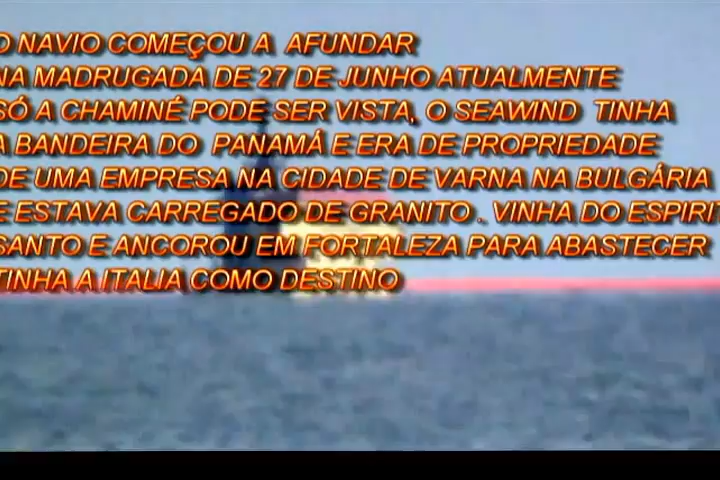 O NAVIO COMEÇOU A AFUNDAR
NA MADRUGADA DE 27 DE JUNHO ATUALMENTE
SÓ A CHAMINÉ PODE SER VISTA, O SEAWIND TINHA
A BANDEIRA DO PANAMÁ E ERA DE PROPRIEDADE
DE UMA EMPRESA NA CIDADE DE VARNA NA BULGÁRIA
E ESTAVA CARREGADO DE GRANITO . VINHA DO ESPIRIT
SANTO E ANCOROU EM FORTALEZA PARA ABASTECER
TINHA A ITALIA COMO DESTINO